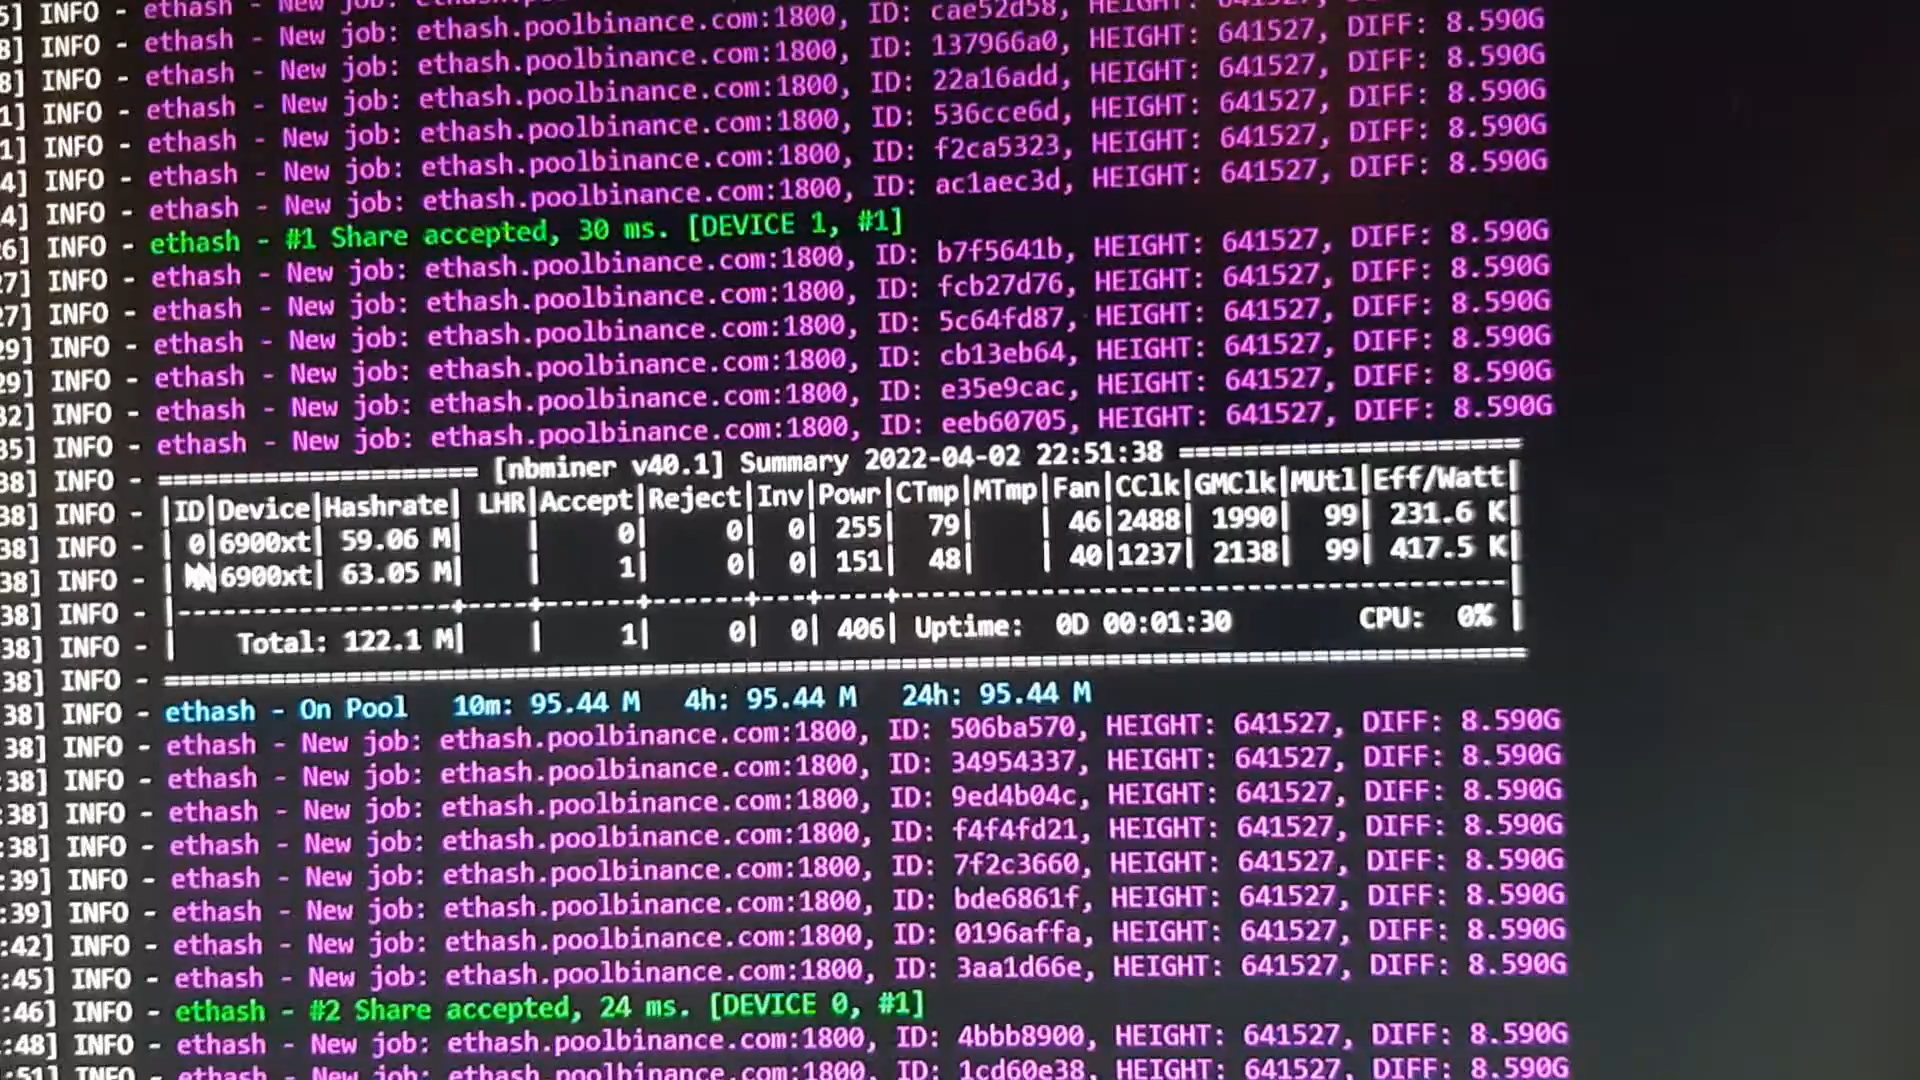 5] INFO - ethash - New job: ethash.poolbinance.com:1800, ID: cae52d58, HEIGHT: 641527,
8] INFO - ethash - New job: ethash.poolbinance.com:1800, ID: 137966a0, HEIGHT: 641527, DIFF: 8.590G
8] INFO - ethash - New job: ethash.poolbinance.com:1800, ID: 22a16add, HEIGHT: 641527, DIFF: 8.590G
1] INFO - ethash - New job: ethash.poolbinance.com:1800, ID: 536cce6d, HEIGHT: 641527, DIFF: 8.590G
1] INFO - ethash - New job: ethash.poolbinance.com:1800, ID: f2ca5323, HEIGHT: 641527, DIFF: 8.590G
4] INFO - ethash - New job: ethash.poolbinance.com:1800, ID: ac1aec3d, HEIGHT: 641527, DIFF: 8.590G
26] INFO - ethash - #1 Share accepted, 30 ms. [DEVICE 1, #1]
27] INFO - ethash - New job: ethash.poolbinance.com:1800, ID: b7f5641b, HEIGHT: 641527, DIFF: 8.590G
27] INFO - ethash - New job: ethash.poolbinance.com:1800, ID: fcb27d76, HEIGHT: 641527, DIFF: 8.590G
29] INFO - ethash - New job: ethash.poolbinance.com:1800, ID: 5c64fd87, HEIGHT: 641527, DIFF: 8.590G
29] INFO - ethash - New job: ethash.poolbinance.com:1800, ID: cb13eb64, HEIGHT: 641527, DIFF: 8.590G
32] INFO - ethash - New job: ethash.poolbinance.com:1800, ID: e35e9cac, HEIGHT: 641527, DIFF: 8.590G
35] INFO - ethash - New job: ethash.poolbinance.com:1800, ID: eeb60705, HEIGHT: 641527, DIFF: 8.590G
38] INFO - ==================== [nbminer v40.1] Summary 2022-04-02 22:51:38 ======================
38] INFO - |ID|Device|Hashrate| LHR|Accept|Reject|Inv|Powr|CTmp|MTmp|Fan|CClk|GMClk|MUtl|Eff/Watt|
38] INFO - | 0|6900xt| 59.06 M| | 0| 0| 0| 255| 79| | 46|2488| 1990| 99| 231.6 K|
38] INFO - | |6900xt| 63.05 M| | 1| 0| 0| 151| 48| | 40|1237| 2138| 99| 417.5 K|
38] INFO - |------------------+----+------+------+---+----------------------------------------|
38] INFO - | Total: 122.1 M| | 1| 0| 0| 406| Uptime: 0D 00:01:30 CPU: 0% |
38] INFO - ========================================================================================
38] INFO - ethash - On Pool 10m: 95.44 M 4h: 95.44 M 24h: 95.44 M
38] INFO - ethash - New job: ethash.poolbinance.com:1800, ID: 506ba570, HEIGHT: 641527, DIFF: 8.590G
:38] INFO - ethash - New job: ethash.poolbinance.com:1800, ID: 34954337, HEIGHT: 641527, DIFF: 8.590G
:38] INFO - ethash - New job: ethash.poolbinance.com:1800, ID: 9ed4b04c, HEIGHT: 641527, DIFF: 8.590G
:38] INFO - ethash - New job: ethash.poolbinance.com:1800, ID: f4f4fd21, HEIGHT: 641527, DIFF: 8.590G
:39] INFO - ethash - New job: ethash.poolbinance.com:1800, ID: 7f2c3660, HEIGHT: 641527, DIFF: 8.590G
:39] INFO - ethash - New job: ethash.poolbinance.com:1800, ID: bde6861f, HEIGHT: 641527, DIFF: 8.590G
:42] INFO - ethash - New job: ethash.poolbinance.com:1800, ID: 0196affa, HEIGHT: 641527, DIFF: 8.590G
:45] INFO - ethash - New job: ethash.poolbinance.com:1800, ID: 3aa1d66e, HEIGHT: 641527, DIFF: 8.590G
:46] INFO - ethash - #2 Share accepted, 24 ms. [DEVICE 0, #1]
:48] INFO - ethash - New job: ethash.poolbinance.com:1800, ID: 4bbb8900, HEIGHT: 641527, DIFF: 8.590G
:51] INFO - ethash - New job: ethash.poolbinance.com:1800, ID: 1cd60e38, HEIGHT: 641527, DIFF: 8.590G